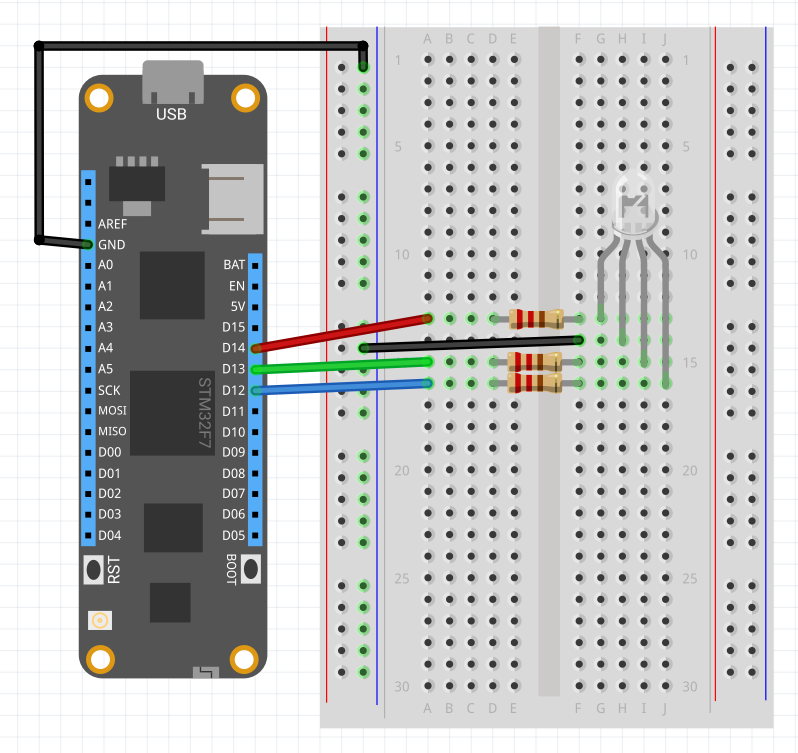 USB
AREF
GND
A0
BAT
A1
EN
A2
5V
A3
D15
A4
D14
A5
D13
SCK
D12
MOSI
D11
MISO
D10
D00
D09
D01
D08
D02
D07
D03
D06
D04
D05
STM32F7
RST
BOOT
A B C D E F G H I J
1 1
5 5
10 10
15 15
20 20
25 25
30 30
A B C D E F G H I J